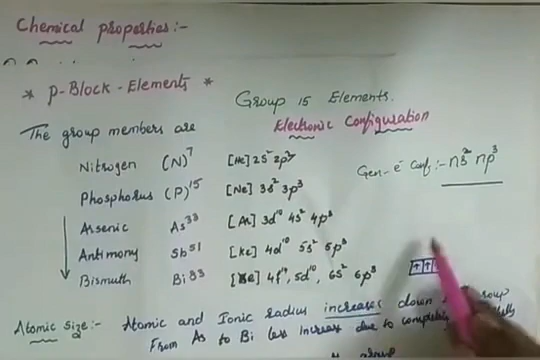 Chemical properties:-
* p-Block-Elements *
Group 15 Elements.
The group members are
Electronic Configuration
Nitrogen (N)⁷ [He] 2s² 2p³
Gen- e⁻ Conf:- ns² np³
Phosphorus (P)¹⁵ [Ne] 3s² 3p³
Arsenic As³³ [Ar] 3d¹⁰ 4s² 4p³
Antimony Sb⁵¹ [Kr] 4d¹⁰ 5s² 5p³
Bismuth Bi⁸³ 4f¹⁴, 5d¹⁰, 6s² 6p³
Atomic Size:- Atomic and Ionic radius increases down
From As to Bi less increase due to